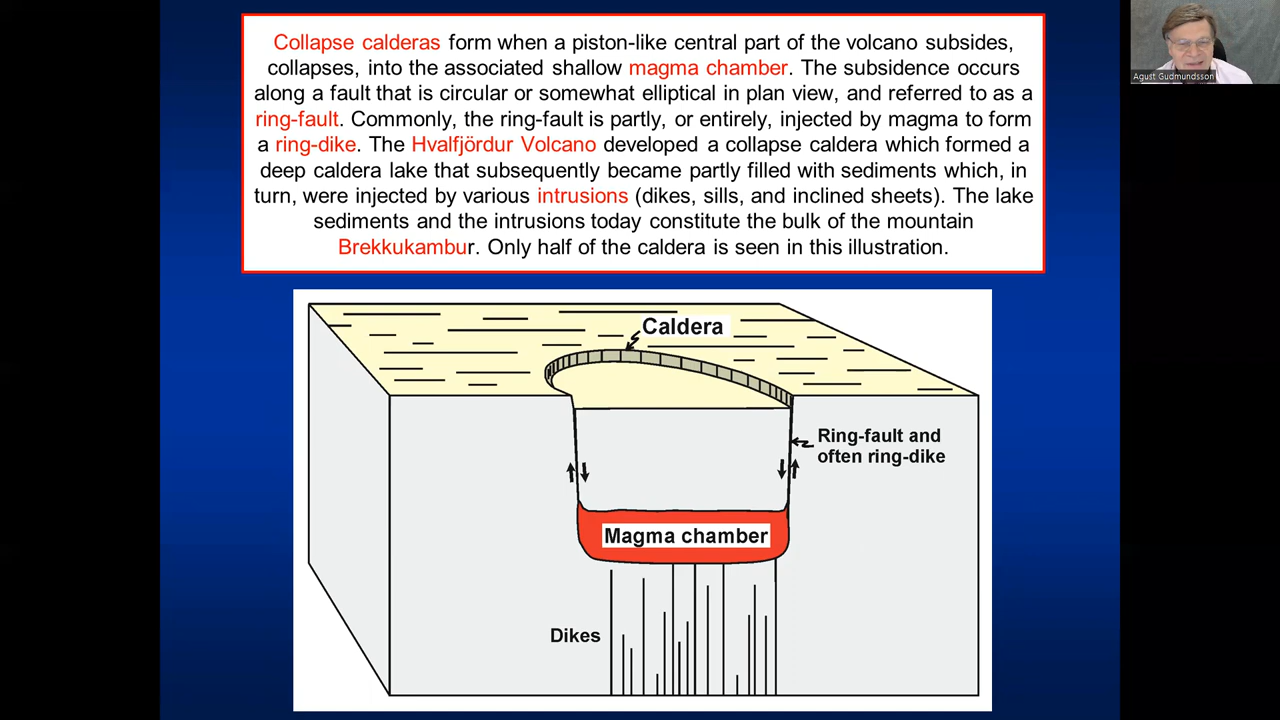 Collapse calderas form when a piston-like central part of the volcano subsides,
collapses, into the associated shallow magma chamber. The subsidence occurs
along a fault that is circular or somewhat elliptical in plan view, and referred to as a
ring-fault. Commonly, the ring-fault is partly, or entirely, injected by magma to form
a ring-dike. The Hvalfjördur Volcano developed a collapse caldera which formed a
deep caldera lake that subsequently became partly filled with sediments which, in
turn, were injected by various intrusions (dikes, sills, and inclined sheets). The lake
sediments and the intrusions today constitute the bulk of the mountain
Brekkukambur. Only half of the caldera is seen in this illustration.
Agust Gudmundsson
Caldera
Ring-fault and
often ring-dike
Magma chamber
Dikes